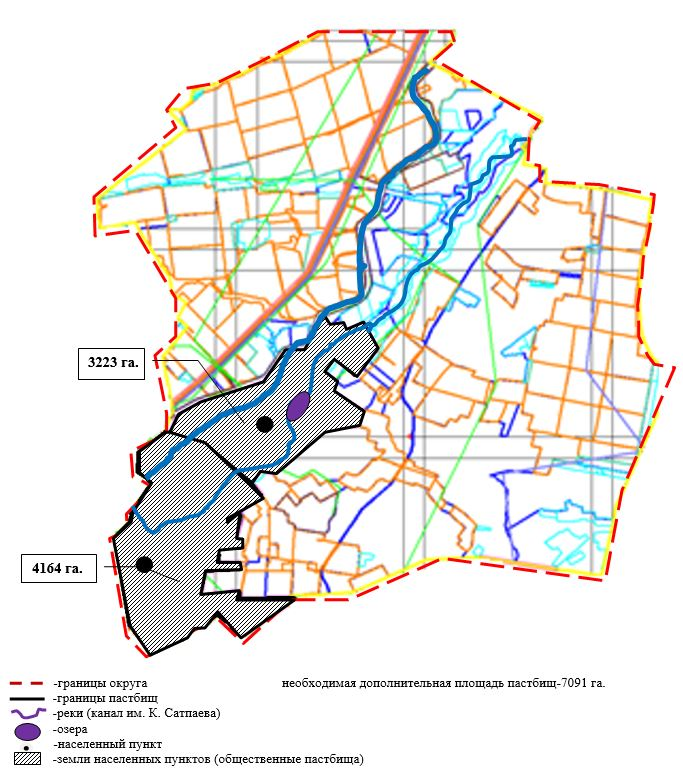 3223 га.
4164 га.
-границы округа
необходимая дополнительная площадь пастбищ-7091 га.
-границы пастбищ
-реки (канал им. К. Сатпаева)
-озера
-населенный пункт
-земли населенных пунктов (общественные пастбища)